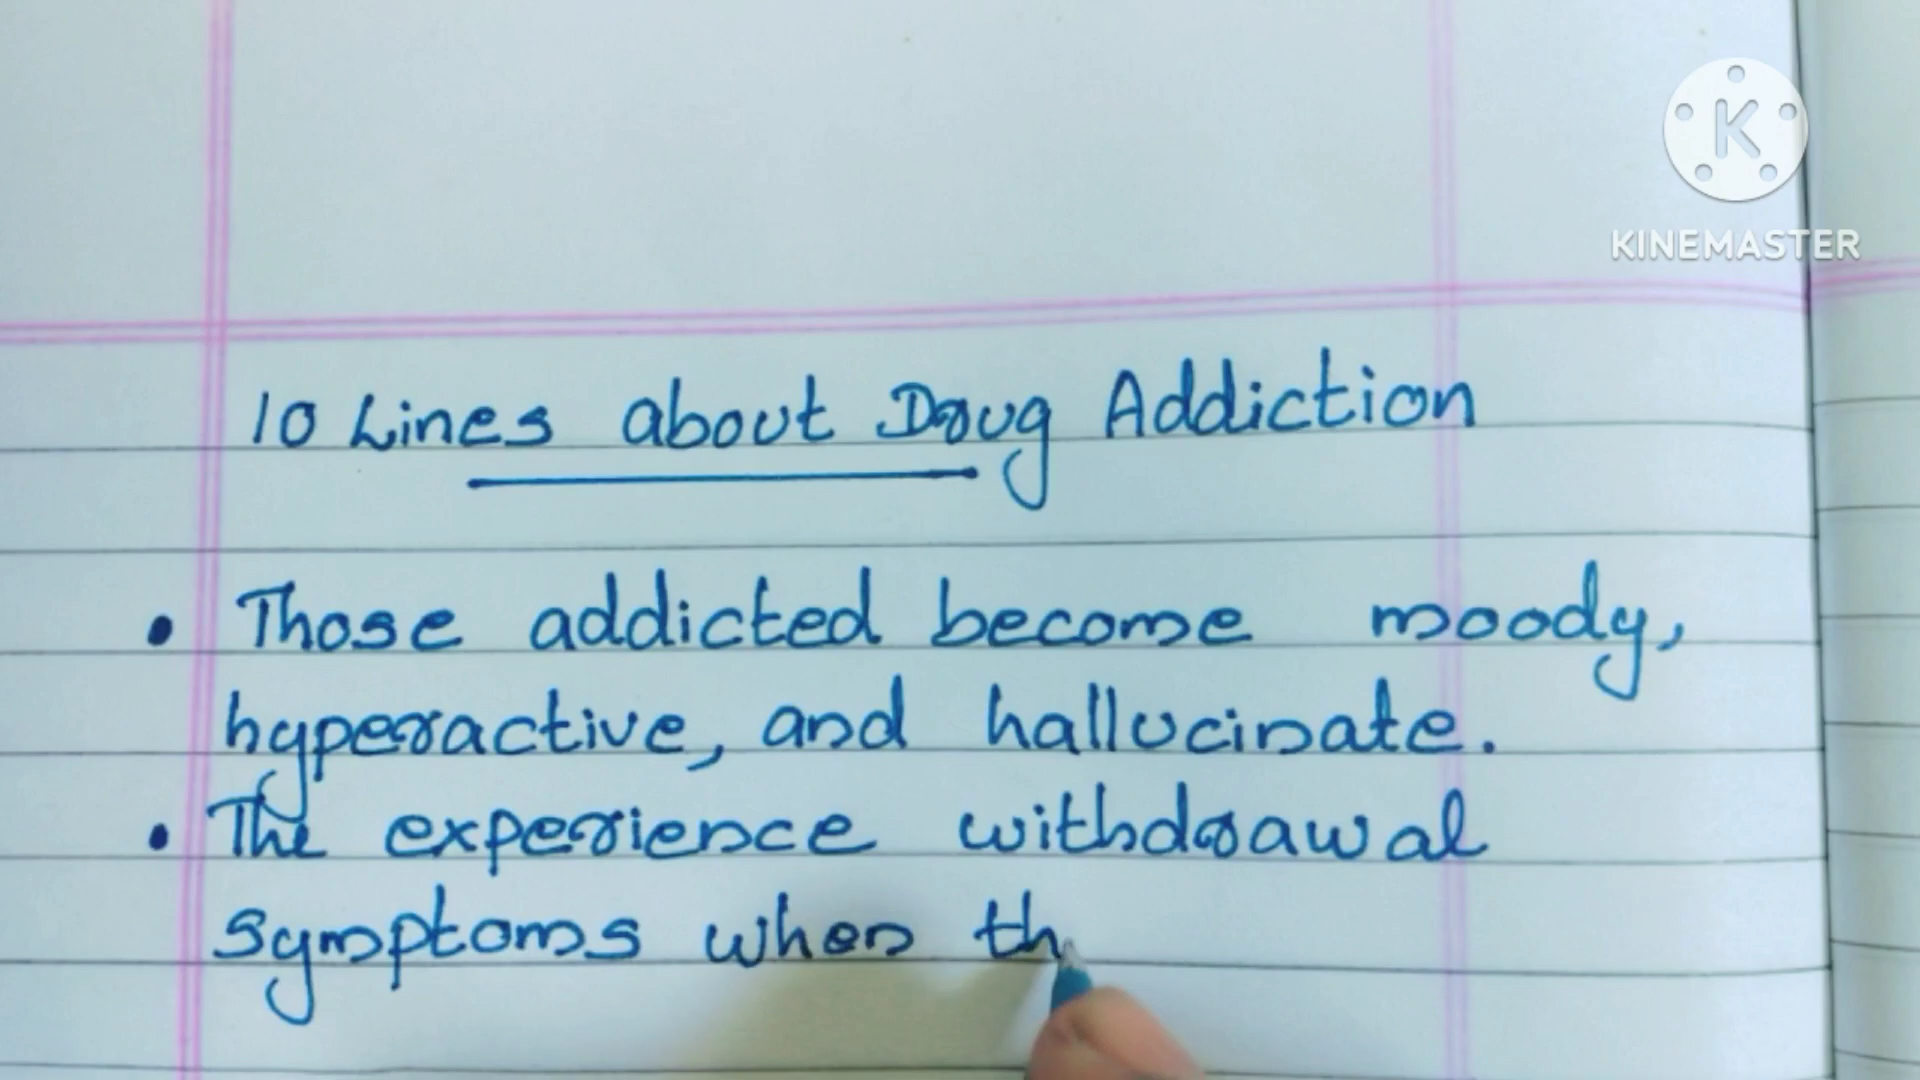 K
KINEMASTER
10 Lines about Drug Addiction
• Those addicted become moody,
hyperactive, and hallucinate.
• The experience withdrawal
symptoms when th